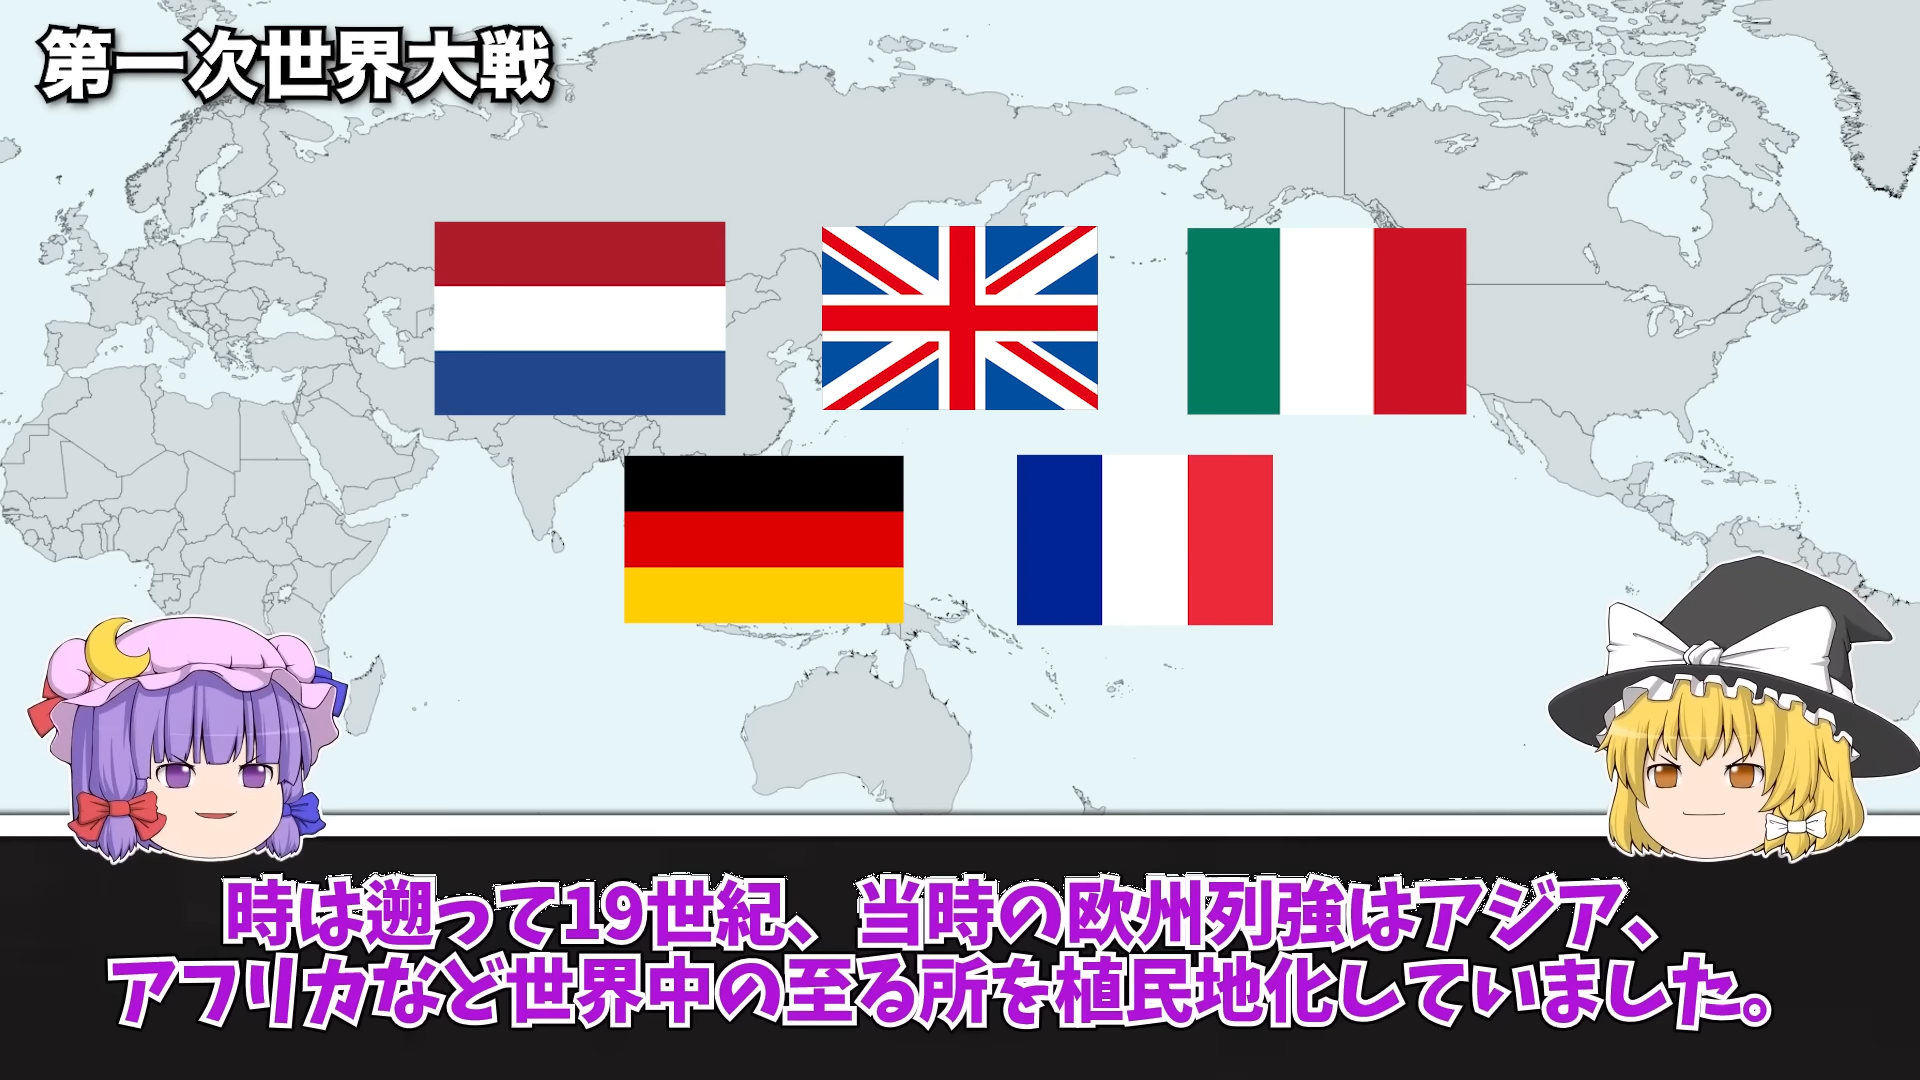 第一次世界大戦
時は遡って19世紀、当時の欧州列強はアジア、
アフリカなど世界中の至る所を植民地化していました。